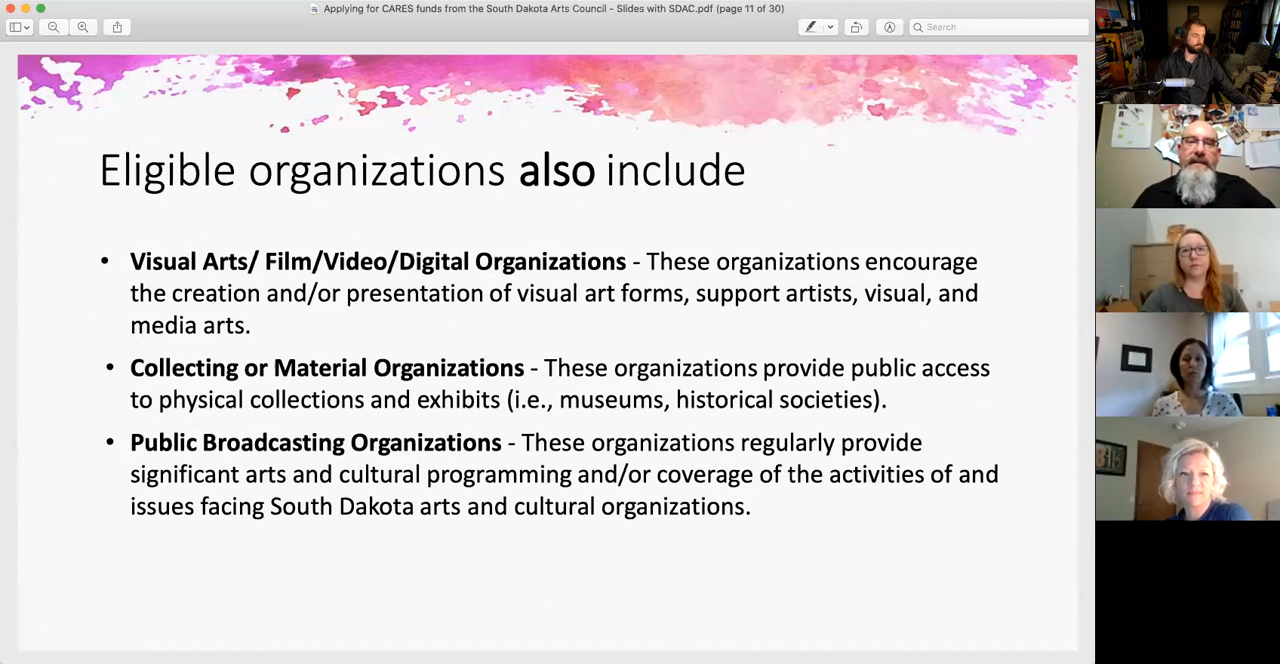 Applying for CARES funds from the South Dakota Arts Council - Slides with SDAC.pdf (page 11 of 30)
Search
Eligible organizations also include
• Visual Arts/ Film/Video/Digital Organizations - These organizations encourage
the creation and/or presentation of visual art forms, support artists, visual, and
media arts.
• Collecting or Material Organizations - These organizations provide public access
to physical collections and exhibits (i.e., museums, historical societies).
• Public Broadcasting Organizations - These organizations regularly provide
significant arts and cultural programming and/or coverage of the activities of and
issues facing South Dakota arts and cultural organizations.